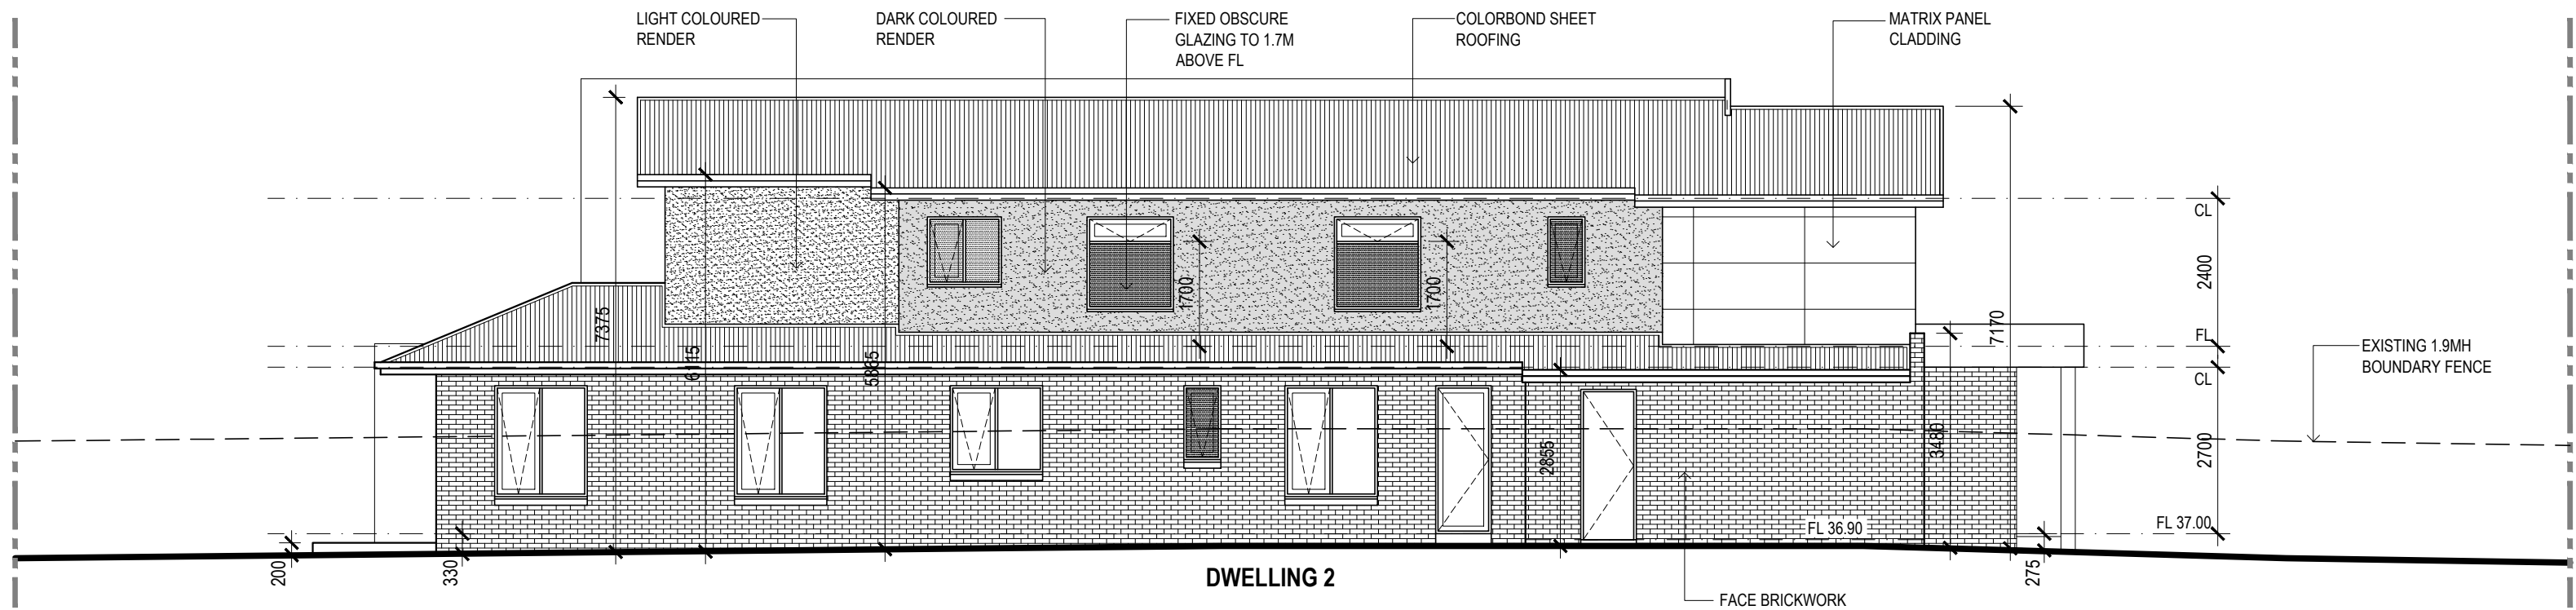 LIGHT COLOURED
RENDER
DARK COLOURED
RENDER
FIXED OBSCURE
GLAZING TO 1.7M
ABOVE FL
COLORBOND SHEET
ROOFING
MATRIX PANEL
CLADDING
CL
2400
1700
1700
7375
6115
5865
7170
FL
CL
EXISTING 1.9MH
BOUNDARY FENCE
2855
3480
2700
FL 36.90
FL 37.00
200
330
275
DWELLING 2
FACE BRICKWORK